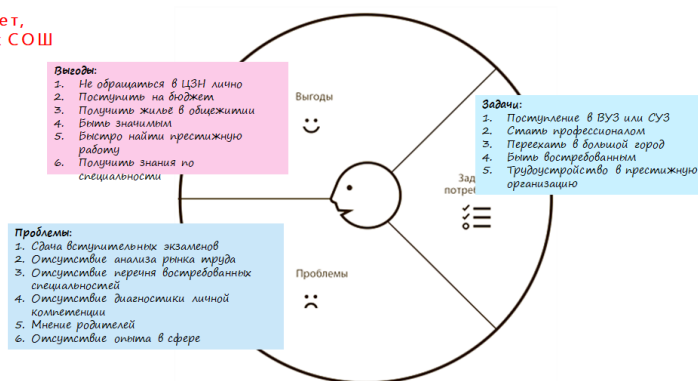 ет,
СОШ
Выгоды:
1. Не обращаться в ЦЗН лично
2. Поступить на бюджет
3. Получить жильё в общежитии
4. Быть значимым
5. Быстро найти престижную
работу
6. Получить знания по
специальности
Выгоды
Задачи:
1. Поступление в ВУЗ или СУЗ
2. Стать профессионалом
3. Переехать в большой город
4. Быть востребованным
5. Трудоустройство в престижную
организацию
Зад
потреб
Проблемы:
1. Сдача вступительных экзаменов
2. Отсутствие анализа рынка труда
3. Отсутствие перечня востребованных
специальностей
4. Отсутствие диагностики личной
компетенции
5. Мнение родителей
6. Отсутствие опыта в сфере
Проблемы